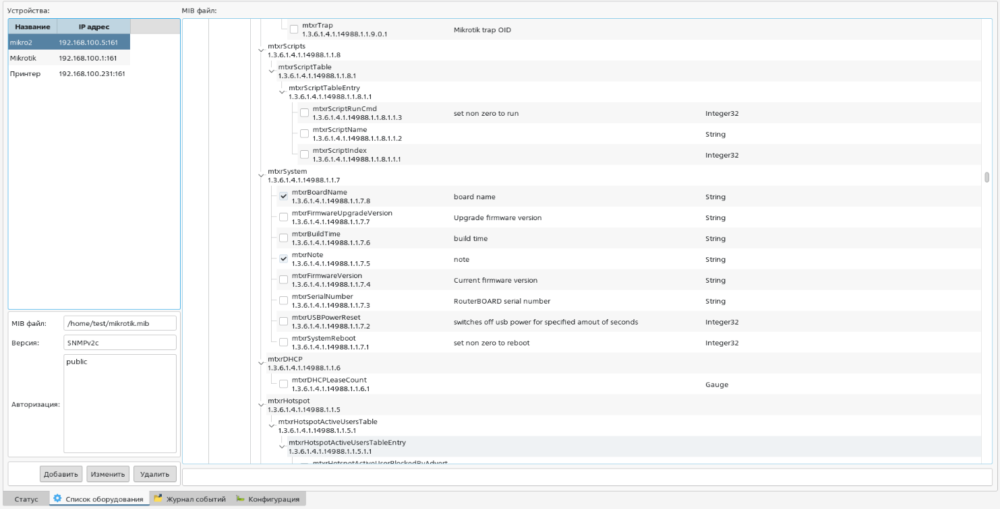 Устройства:
Название IP адрес
mikro2 192.168.100.5:161
Mikrotik 192.168.100.1:161
Принтер 192.168.100.231:161
MIB файл: /home/test/mikrotik.mib
Версия: SNMPv2c
Авторизация: public
Добавить Изменить Удалить
MIB файл:
mtxrTrap
1.3.6.1.4.1.14988.1.1.9.0.1 Mikrotik trap OID
mtxrScripts
1.3.6.1.4.1.14988.1.1.8
mtxrScriptTable
1.3.6.1.4.1.14988.1.1.8.1
mtxrScriptTableEntry
1.3.6.1.4.1.14988.1.1.8.1.1
mtxrScriptRunCmd
1.3.6.1.4.1.14988.1.1.8.1.1.3 set non zero to run Integer32
mtxrScriptName
1.3.6.1.4.1.14988.1.1.8.1.1.2 String
mtxrScriptIndex
1.3.6.1.4.1.14988.1.1.8.1.1.1 Integer32
mtxrSystem
1.3.6.1.4.1.14988.1.1.7
mtxrBoardName
1.3.6.1.4.1.14988.1.1.7.8 board name String
mtxrFirmwareUpgradeVersion
1.3.6.1.4.1.14988.1.1.7.7 Upgrade firmware version String
mtxrBuildTime
1.3.6.1.4.1.14988.1.1.7.6 build time String
mtxrNote
1.3.6.1.4.1.14988.1.1.7.5 note String
mtxrFirmwareVersion
1.3.6.1.4.1.14988.1.1.7.4 Current firmware version String
mtxrSerialNumber
1.3.6.1.4.1.14988.1.1.7.3 RouterBOARD serial number String
mtxrUSBPowerReset
1.3.6.1.4.1.14988.1.1.7.2 switches off usb power for specified amout of seconds Integer32
mtxrSystemReboot
1.3.6.1.4.1.14988.1.1.7.1 set non zero to reboot Integer32
mtxrDHCP
1.3.6.1.4.1.14988.1.1.6
mtxrDHCPLeaseCount
1.3.6.1.4.1.14988.1.1.6.1 Gauge
mtxrHotspot
1.3.6.1.4.1.14988.1.1.5
mtxrHotspotActiveUsersTable
1.3.6.1.4.1.14988.1.1.5.1
mtxrHotspotActiveUsersTableEntry
1.3.6.1.4.1.14988.1.1.5.1.1
mtxrHotspotActiveUserBlockedByAdvert
Статус Список оборудования Журнал событий Конфигурация